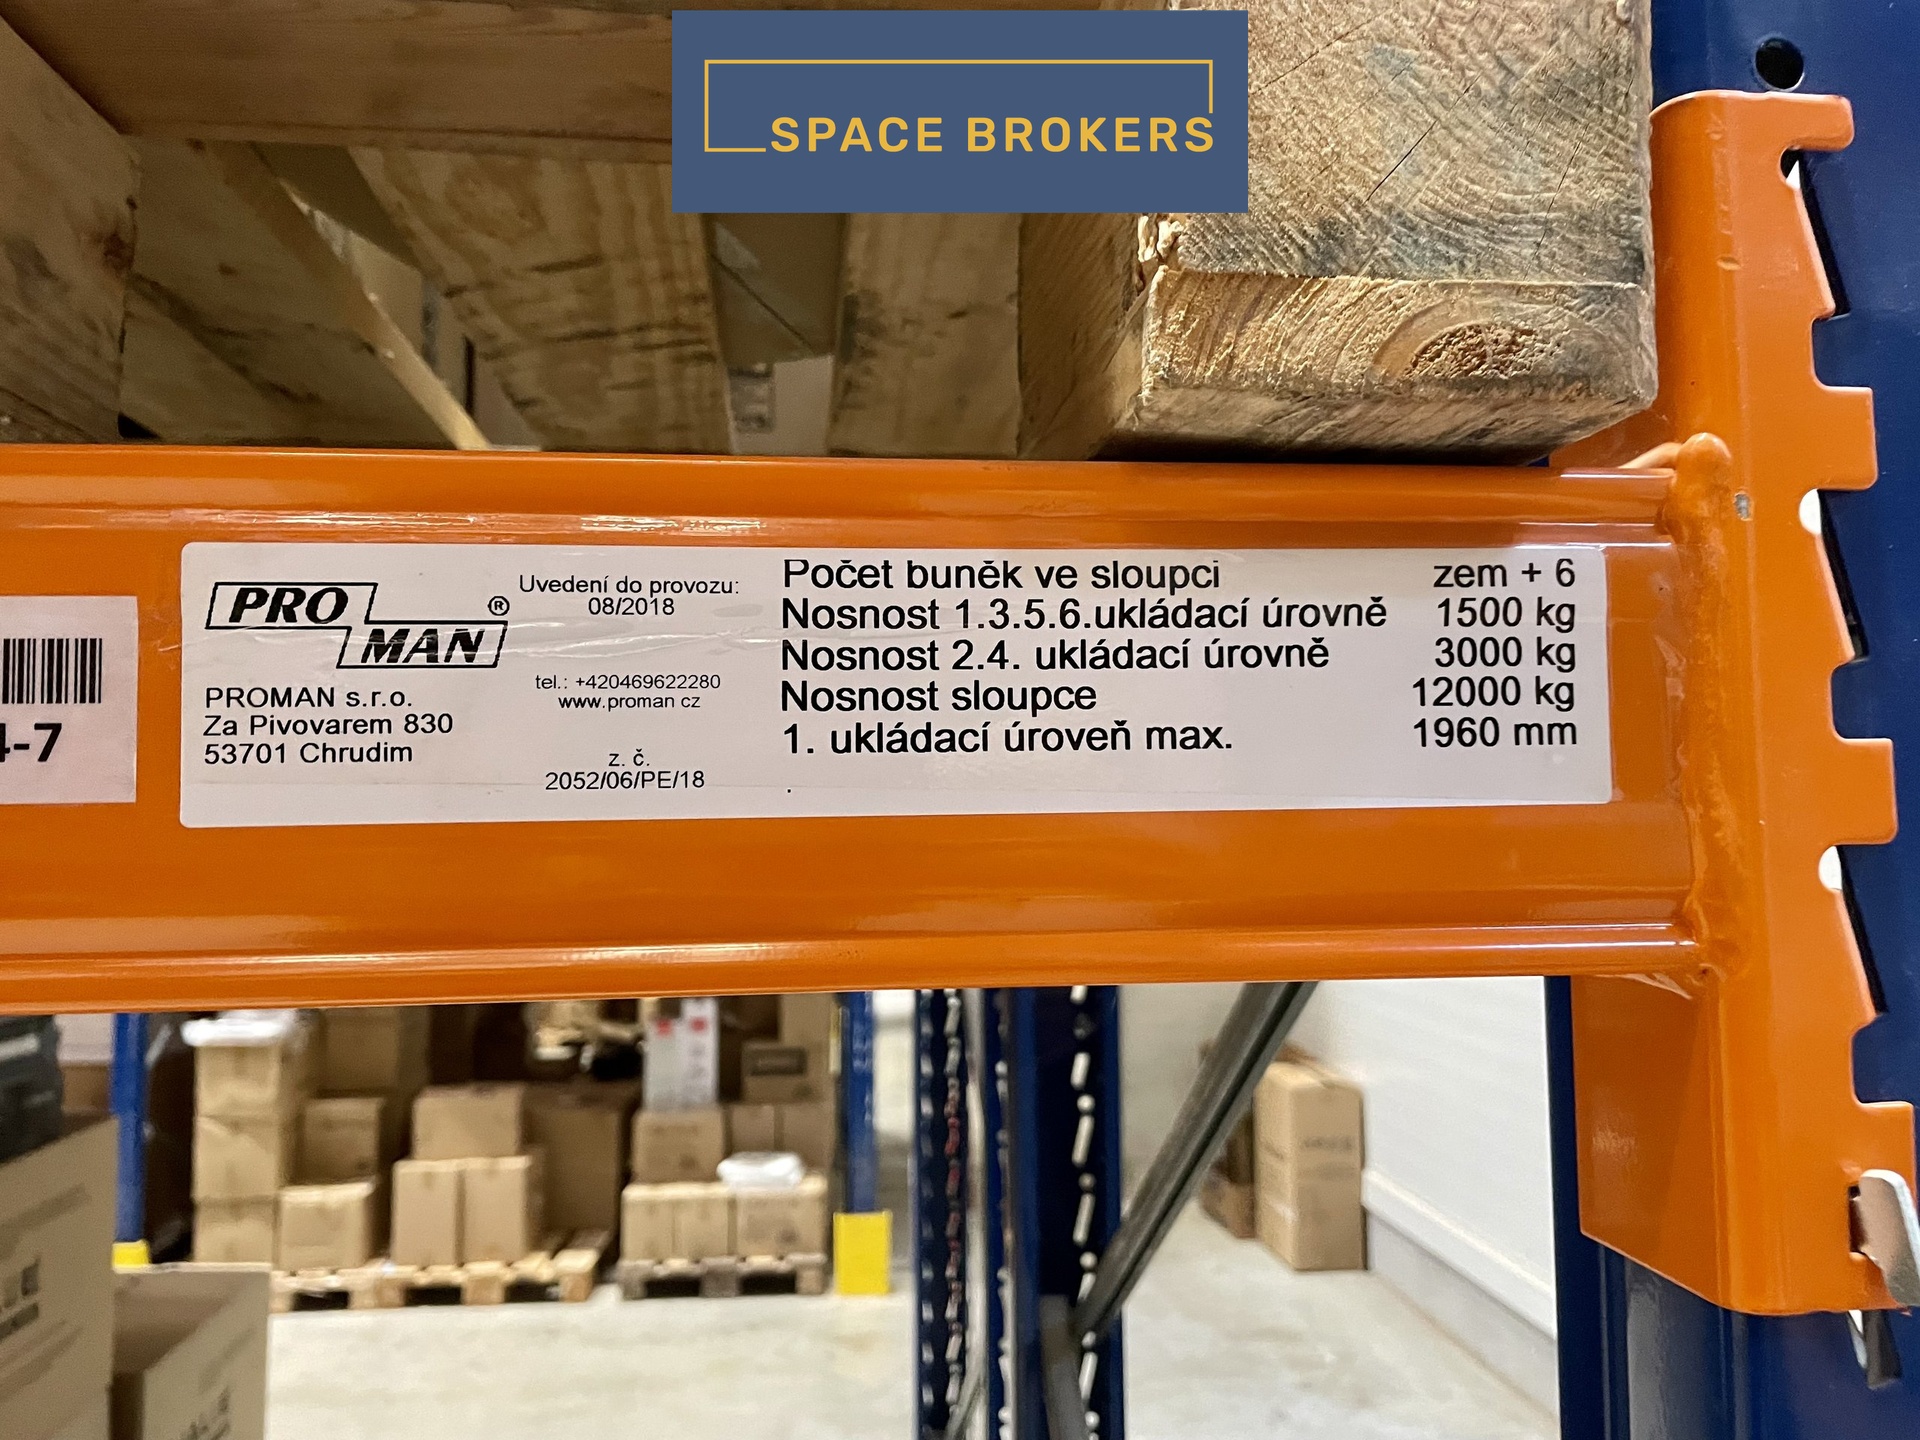 SPACE BROKERS
PRO
MAN
®
PROMAN s.r.o.
Za Pivovarem 830
53701 Chrudim
Uvedení do provozu:
08/2018
tel.: +420469622280
www.proman cz
z. č.
2052/06/PE/18
Počet buněk ve sloupci zem + 6
Nosnost 1.3.5.6.ukládací úrovně 1500 kg
Nosnost 2.4. ukládací úrovně 3000 kg
Nosnost sloupce 12000 kg
1. ukládací úroveň max. 1960 mm
4-7